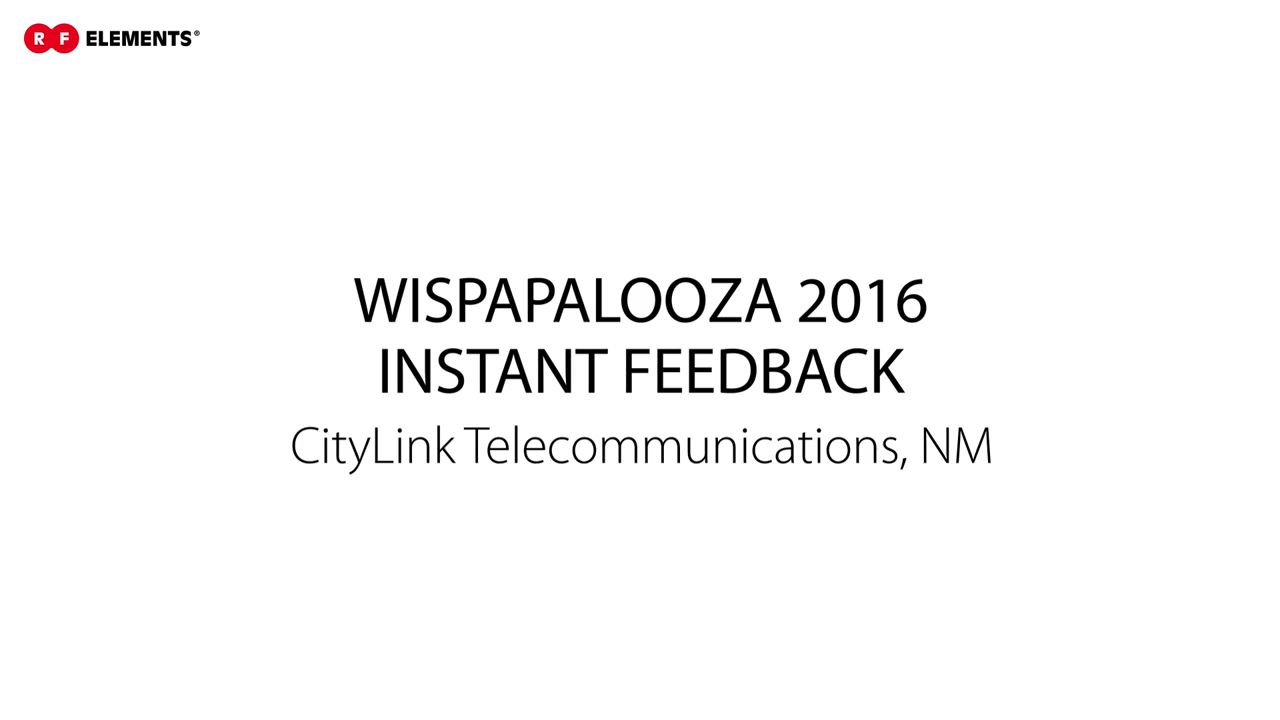 RF ELEMENTS®
WISPAPALOOZA 2016
INSTANT FEEDBACK
CityLink Telecommunications, NM